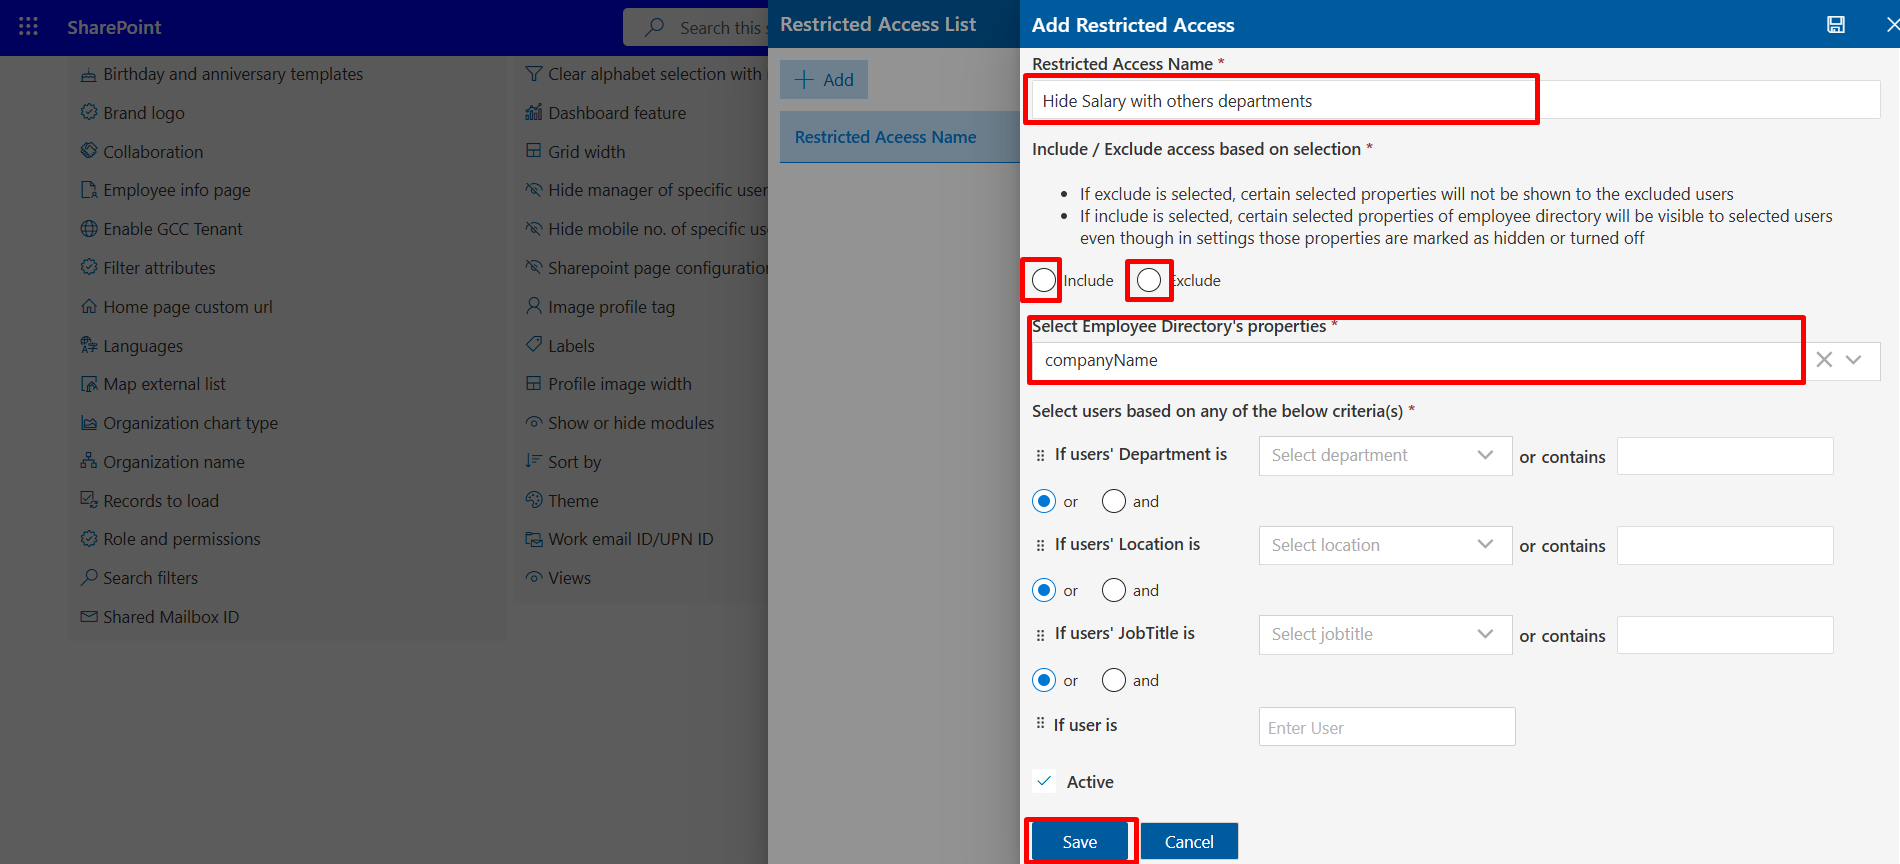 SharePoint
Search this s
Birthday and anniversary templates
Brand logo
Collaboration
Employee info page
Enable GCC Tenant
Filter attributes
Home page custom url
Languages
Map external list
Organization chart type
Organization name
Records to load
Role and permissions
Search filters
Shared Mailbox ID
Clear alphabet selection with
Dashboard feature
Grid width
Hide manager of specific user
Hide mobile no. of specific us
Sharepoint page configuration
Image profile tag
Labels
Profile image width
Show or hide modules
Sort by
Theme
Work email ID/UPN ID
Views
Restricted Access List
Add
Restricted Aceess Name
Add Restricted Access
Restricted Access Name *
Hide Salary with others departments
Include / Exclude access based on selection *
• If exclude is selected, certain selected properties will not be shown to the excluded users
• If include is selected, certain selected properties of employee directory will be visible to selected users
even though in settings those properties are marked as hidden or turned off
Include Exclude
Select Employee Directory's properties *
companyName
Select users based on any of the below criteria(s) *
If users' Department is Select department or contains
or and
If users' Location is Select location or contains
or and
If users' JobTitle is Select jobtitle or contains
or and
If user is Enter User
Active
Save Cancel